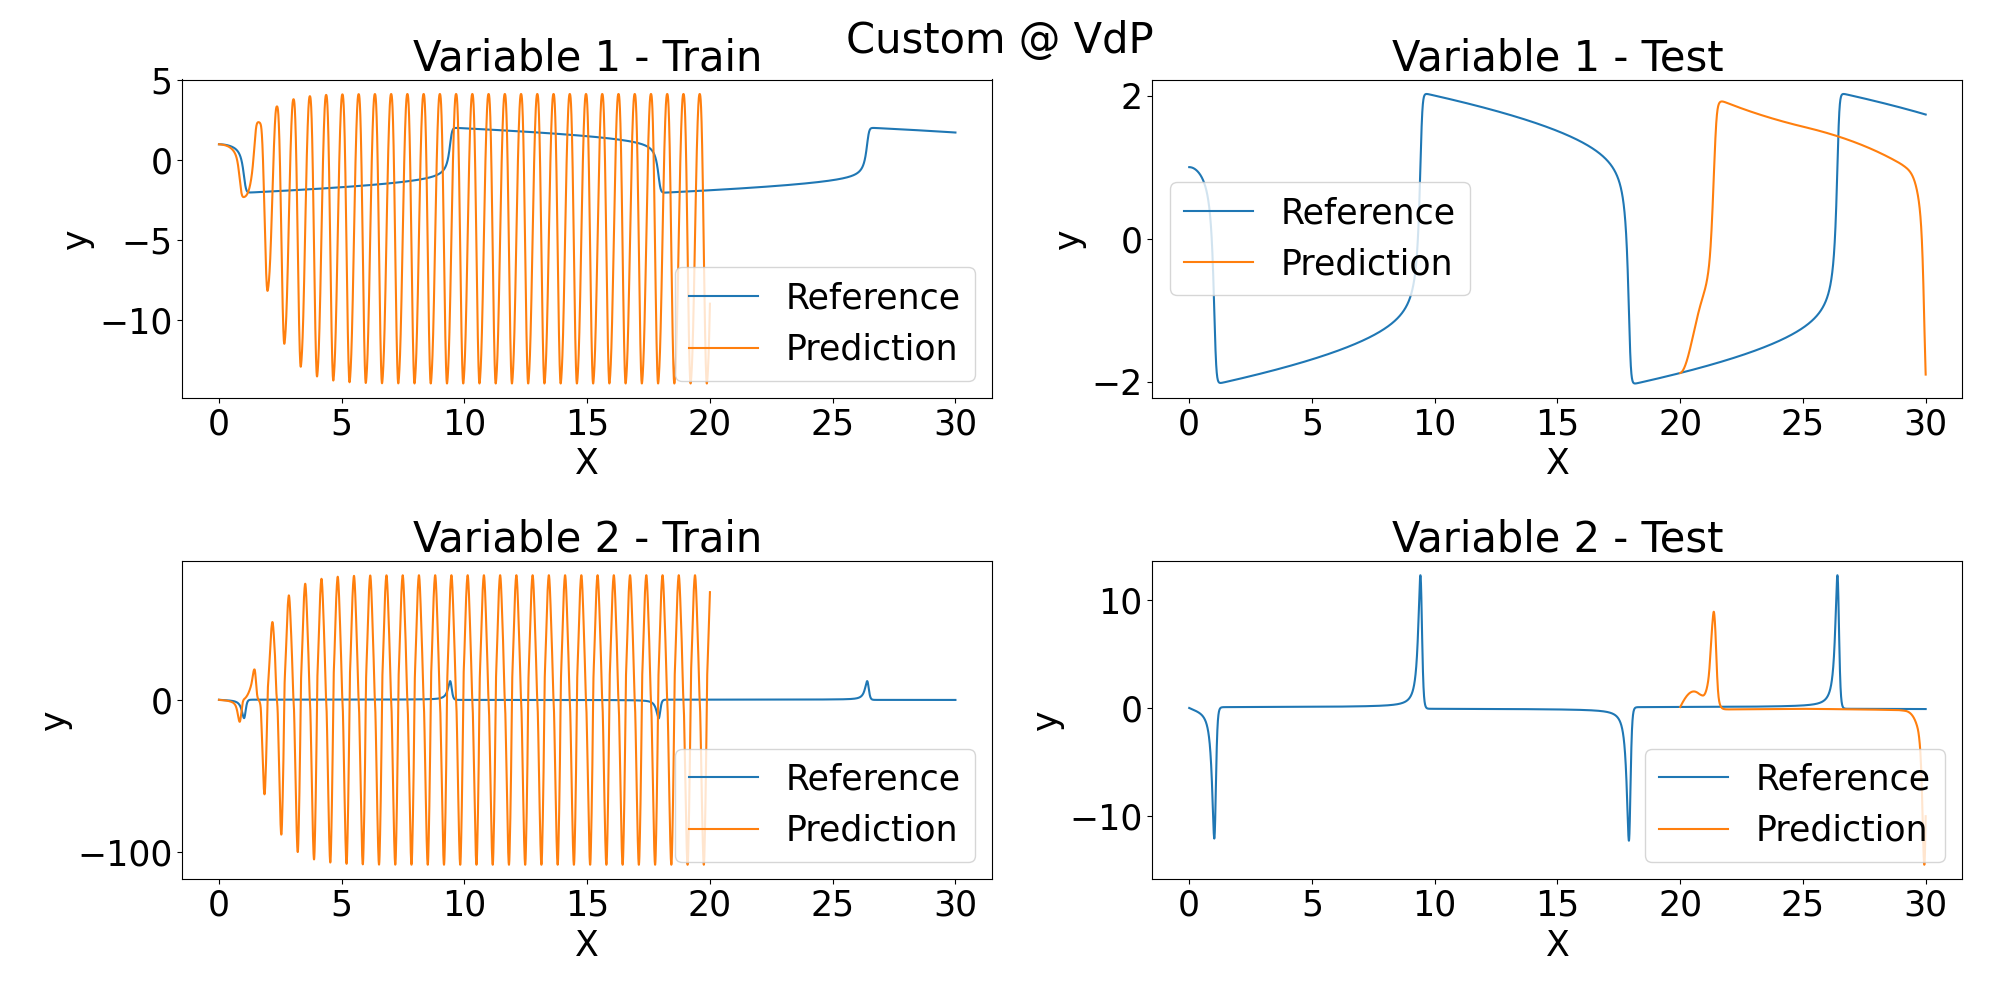 Custom @ VdP
Variable 1 - Train
5
0
−5
−10
y
Reference
Prediction
0 5 10 15 20 25 30
X
Variable 1 - Test
2
0
−2
y
Reference
Prediction
0 5 10 15 20 25 30
X
Variable 2 - Train
0
−100
y
Reference
Prediction
0 5 10 15 20 25 30
X
Variable 2 - Test
10
0
−10
y
Reference
Prediction
0 5 10 15 20 25 30
X